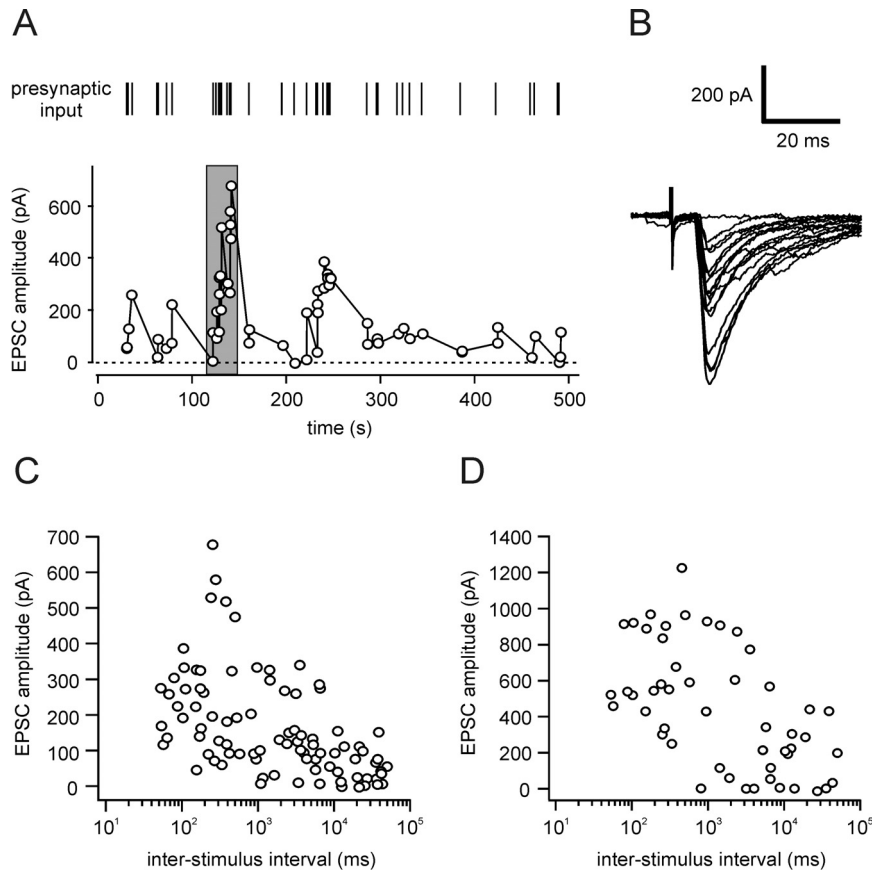 A
B
presynaptic
input
200 pA
20 ms
EPSC amplitude (pA)
600
400
200
0
0 100 200 300 400 500
time (s)
C
D
EPSC amplitude (pA)
700
600
500
400
300
200
100
0
10¹ 10² 10³ 10⁴ 10⁵
inter-stimulus interval (ms)
EPSC amplitude (pA)
1400
1200
1000
800
600
400
200
0
10¹ 10² 10³ 10⁴ 10⁵
inter-stimulus interval (ms)